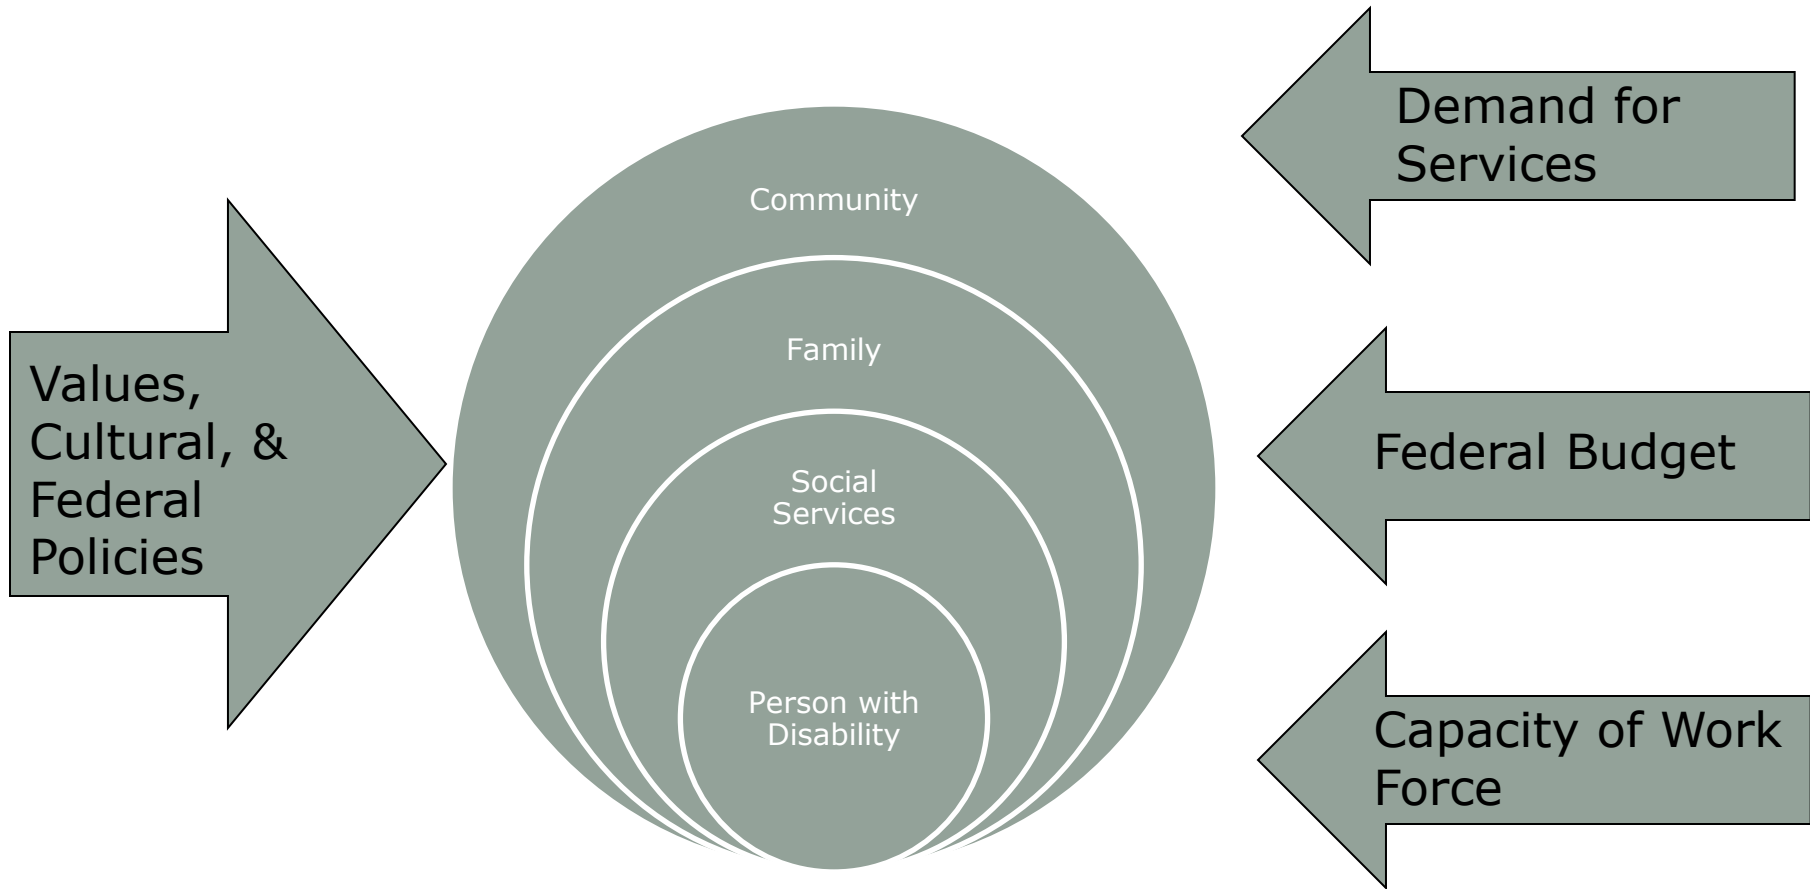 Values,
Cultural, &
Federal
Policies
Community
Family
Social
Services
Person with
Disability
Demand for
Services
Federal Budget
Capacity of Work
Force